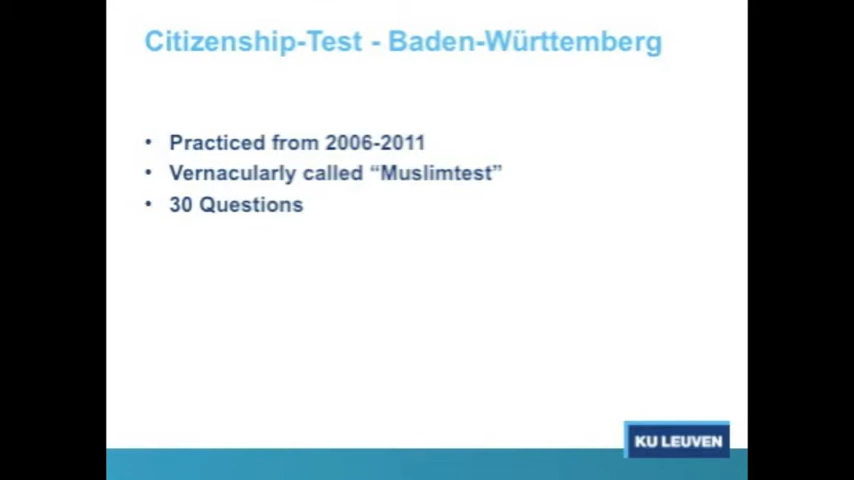 Citizenship-Test - Baden-Württemberg
• Practiced from 2006-2011
• Vernacularly called “Muslimtest”
• 30 Questions
KU LEUVEN